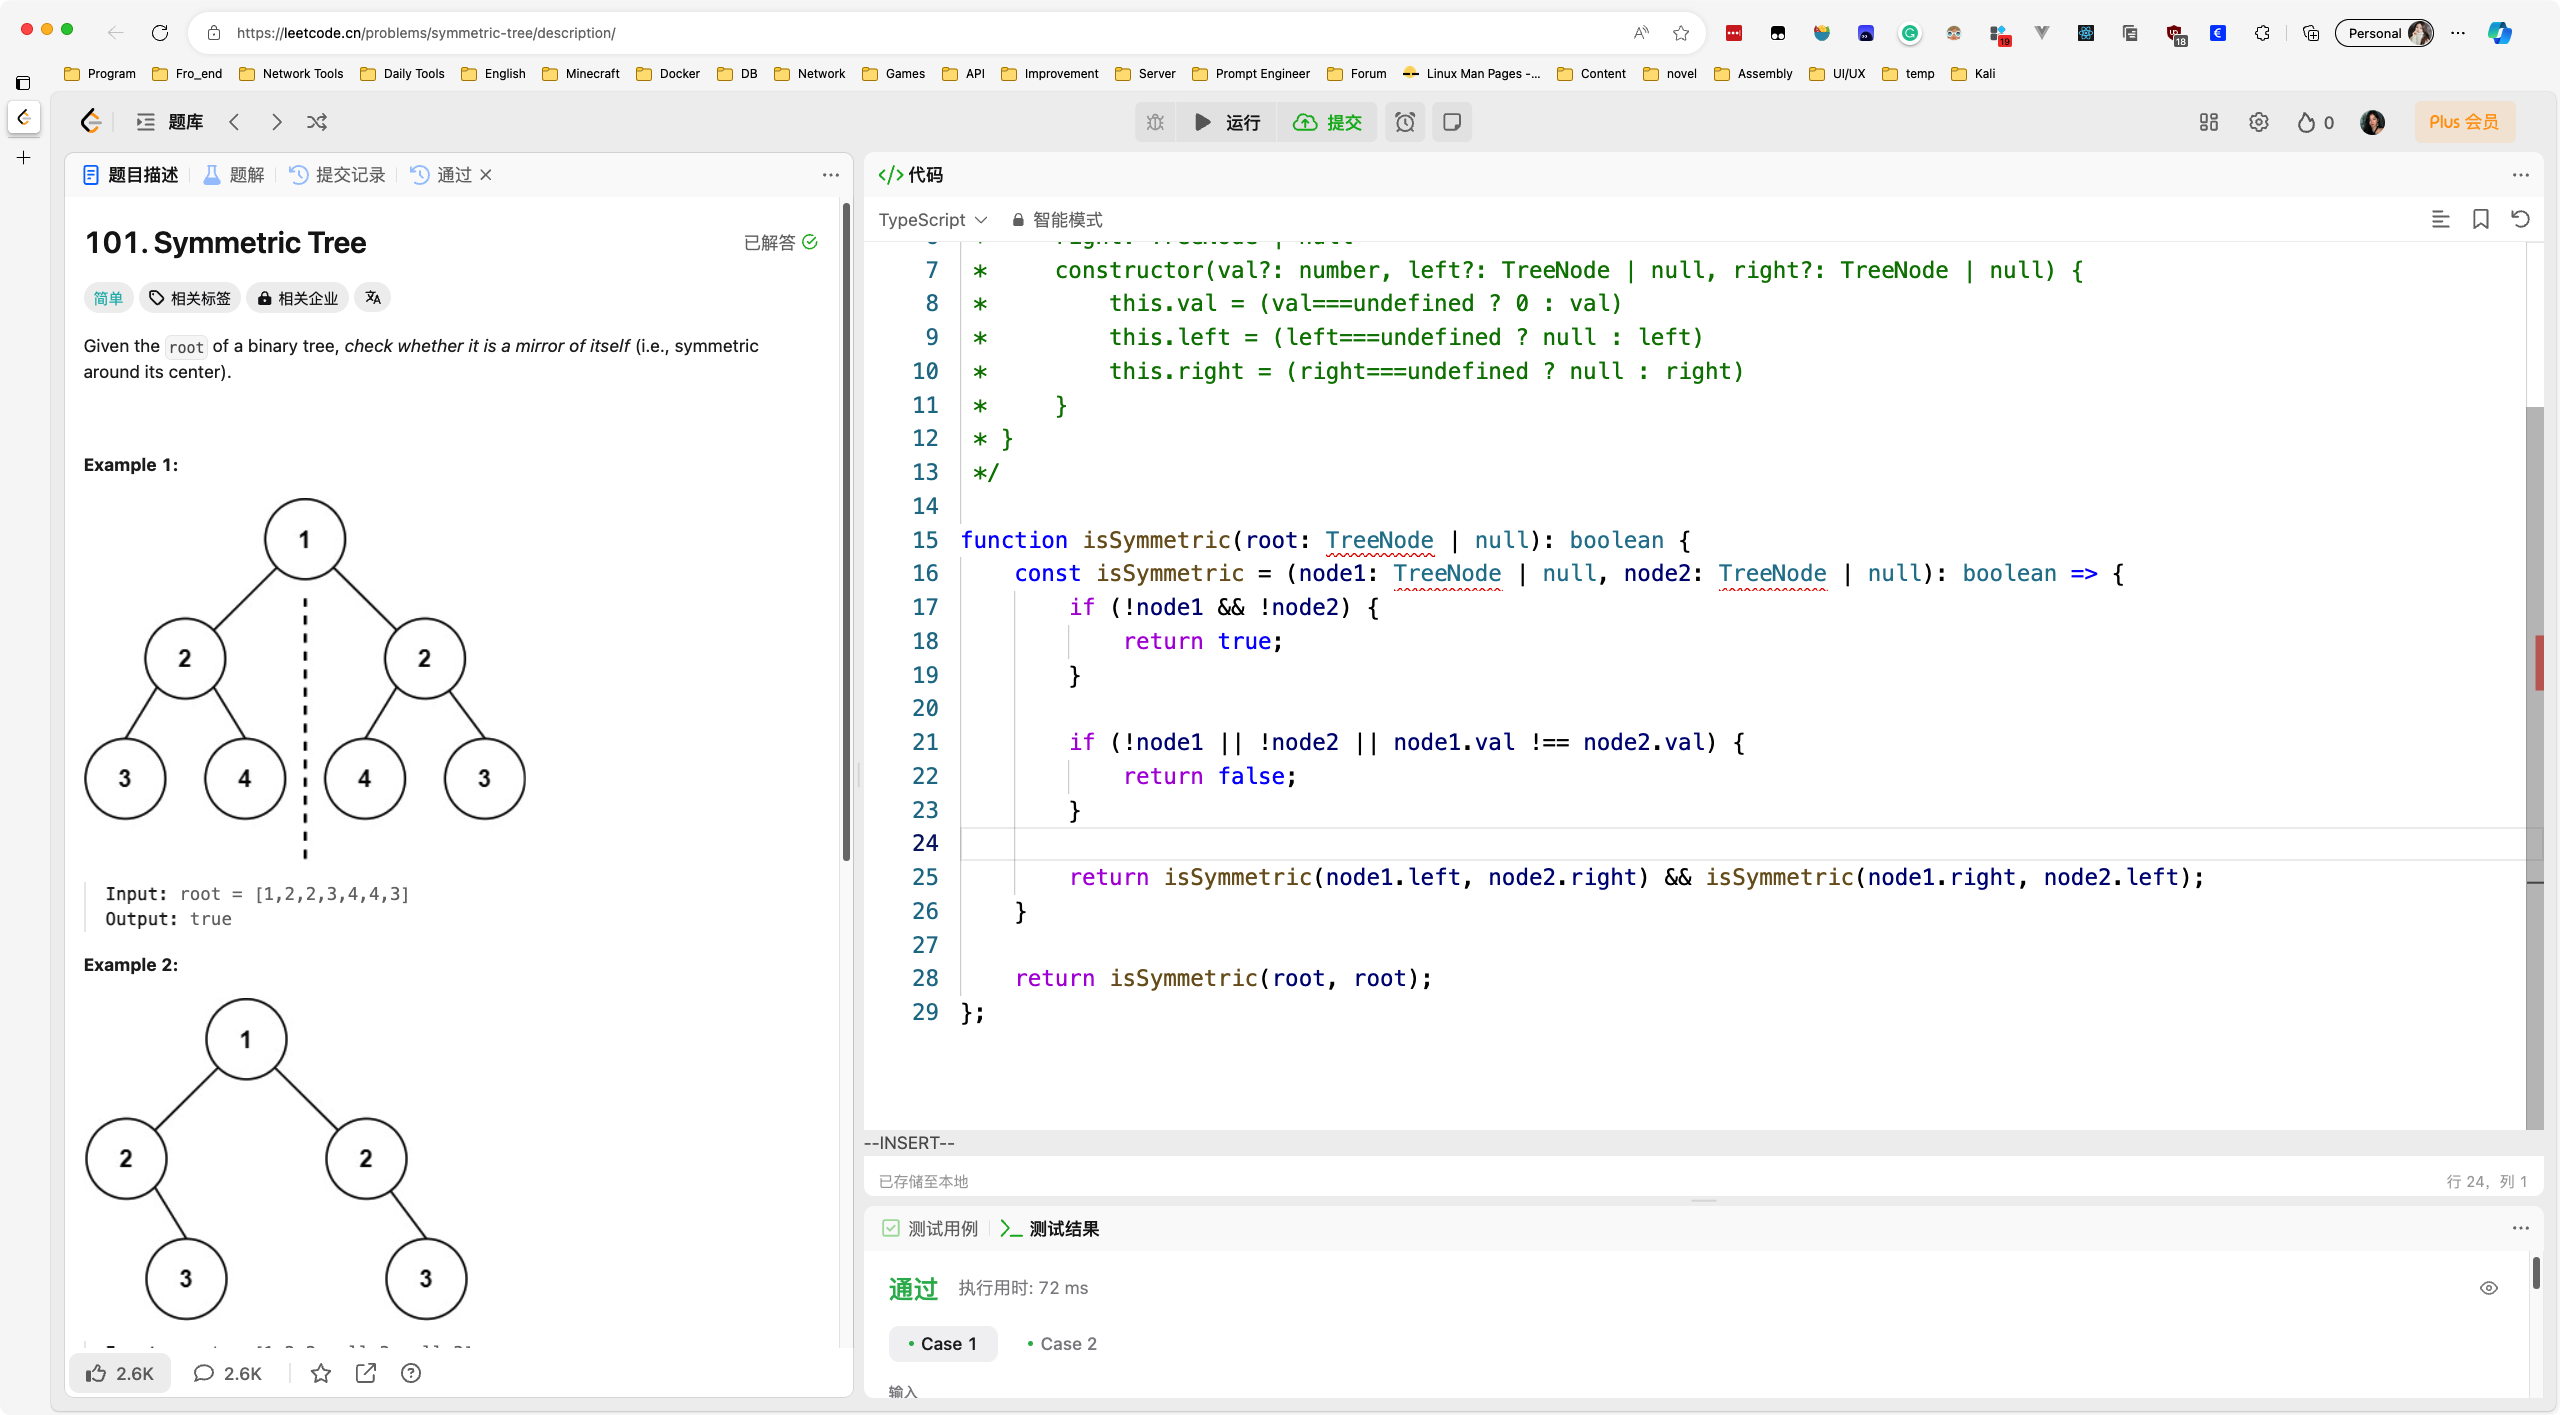 https://leetcode.cn/problems/symmetric-tree/description/
19
18
Personal
Program Fro_end Network Tools Daily Tools English Minecraft Docker DB Network Games API Improvement Server Prompt Engineer Forum Linux Man Pages -... Content novel Assembly UI/UX temp Kali
题库
运行 提交
0
Plus 会员
题目描述 题解 提交记录 通过
101. Symmetric Tree
已解答
简单 相关标签 相关企业
Given the root of a binary tree, check whether it is a mirror of itself (i.e., symmetric
around its center).
Example 1:
1
2 2
3 4 4 3
Input: root = [1,2,2,3,4,4,3]
Output: true
Example 2:
1
2 2
3 3
2.6K 2.6K
代码
TypeScript 智能模式
7 * constructor(val?: number, left?: TreeNode | null, right?: TreeNode | null) {
8 * this.val = (val===undefined ? 0 : val)
9 * this.left = (left===undefined ? null : left)
10 * this.right = (right===undefined ? null : right)
11 * }
12 * }
13 */
14
15 function isSymmetric(root: TreeNode | null): boolean {
16 const isSymmetric = (node1: TreeNode | null, node2: TreeNode | null): boolean => {
17 if (!node1 && !node2) {
18 return true;
19 }
20
21 if (!node1 || !node2 || node1.val !== node2.val) {
22 return false;
23 }
24
25 return isSymmetric(node1.left, node2.right) && isSymmetric(node1.right, node2.left);
26 }
27
28 return isSymmetric(root, root);
29 };
--INSERT--
已存储至本地
行 24, 列 1
测试用例 测试结果
通过 执行用时: 72 ms
Case 1 Case 2
输入